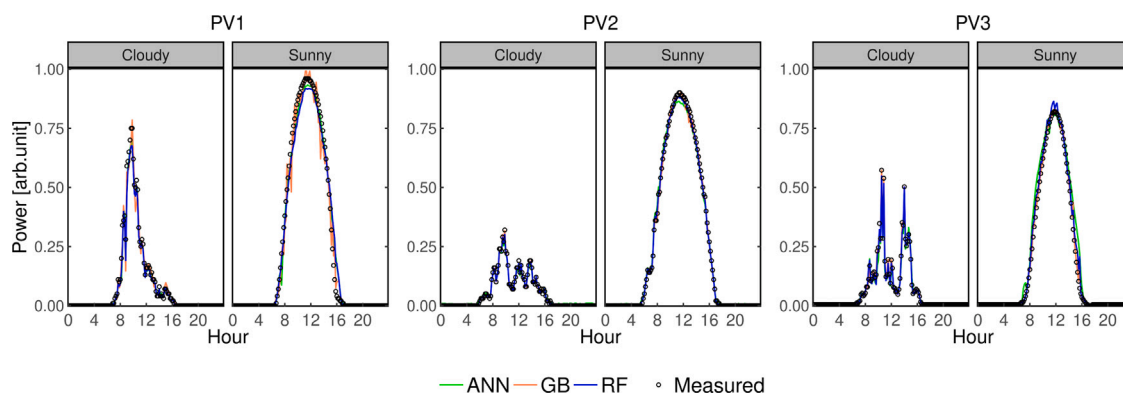 PV1 PV2 PV3
Cloudy Sunny Cloudy Sunny Cloudy Sunny
Power [arb.unit]
1.00 1.00 1.00
0.75 0.75 0.75
0.50 0.50 0.50
0.25 0.25 0.25
0.00 0.00 0.00
0 4 8 12 16 20 0 4 8 12 16 20 0 4 8 12 16 20 0 4 8 12 16 20 0 4 8 12 16 20 0 4 8 12 16 20
Hour Hour Hour
ANN GB RF Measured